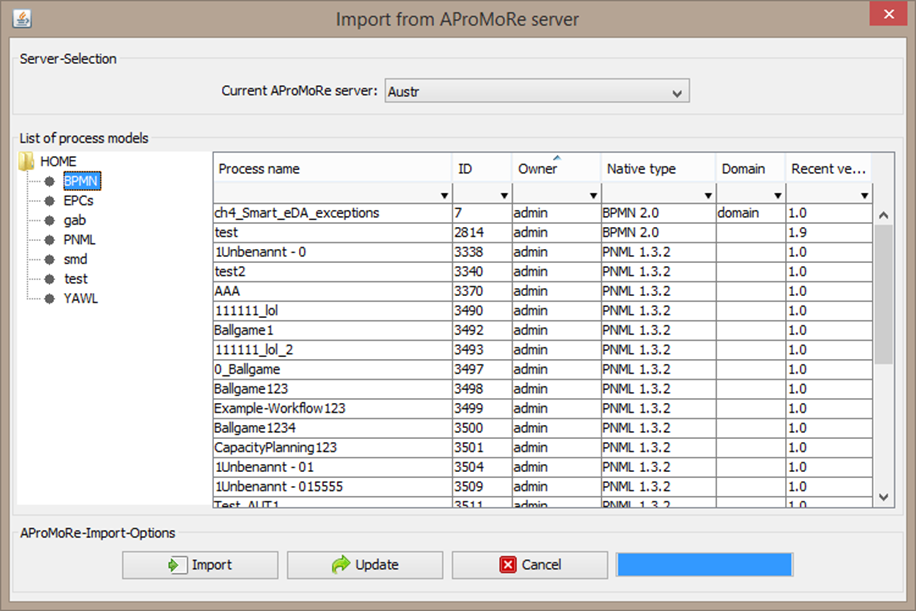 Import from AProMoRe server
Server-Selection
Current AProMoRe server: Austr
List of process models
HOME
BPMN
EPCs
gab
PNML
smd
test
YAWL
Process name ID Owner Native type Domain Recent ve...
ch4_Smart_eDA_exceptions 7 admin BPMN 2.0 domain 1.0
test 2814 admin BPMN 2.0 1.9
1Unbenannt - 0 3338 admin PNML 1.3.2 1.0
test2 3340 admin PNML 1.3.2 1.0
AAA 3370 admin PNML 1.3.2 1.0
111111_lol 3490 admin PNML 1.3.2 1.0
Ballgame1 3492 admin PNML 1.3.2 1.0
111111_lol_2 3493 admin PNML 1.3.2 1.0
0_Ballgame 3497 admin PNML 1.3.2 1.0
Ballgame123 3498 admin PNML 1.3.2 1.0
Example-Workflow123 3499 admin PNML 1.3.2 1.0
Ballgame1234 3500 admin PNML 1.3.2 1.0
CapacityPlanning123 3501 admin PNML 1.3.2 1.0
1Unbenannt - 01 3504 admin PNML 1.3.2 1.0
1Unbenannt - 015555 3509 admin PNML 1.3.2 1.0
Test_AUT1 3511 admin PNML 1.3.2 1.0
AProMoRe-Import-Options
Import Update Cancel